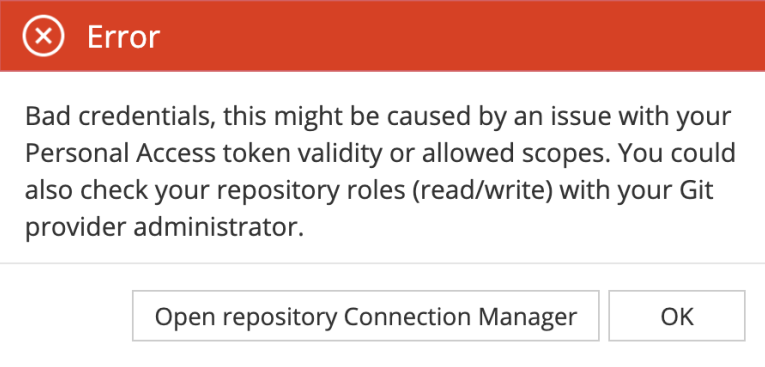 Error
Bad credentials, this might be caused by an issue with your
Personal Access token validity or allowed scopes. You could
also check your repository roles (read/write) with your Git
provider administrator.
Open repository Connection Manager
OK